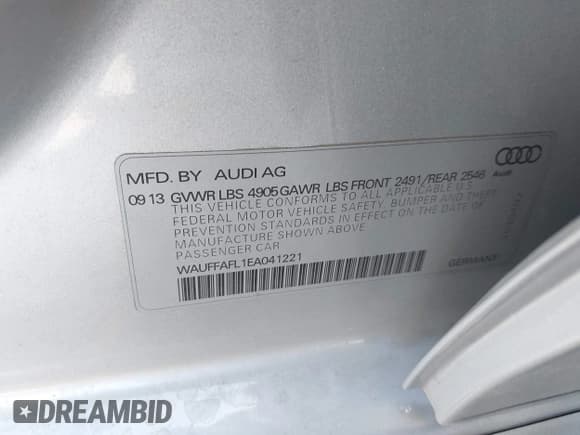 MFD. BY AUDI AG
09 13 GVWR LBS 4905 GAWR LBS FRONT 2491/REAR 2546
THIS VEHICLE CONFORMS TO ALL APPLICABLE U.S.
FEDERAL MOTOR VEHICLE SAFETY, BUMPER AND THEFT
PREVENTION STANDARDS IN EFFECT ON THE DATE OF
MANUFACTURE SHOWN ABOVE
PASSENGER CAR
WAUFFAFL1EA041221
Audi
GERMANY
DREAMBID